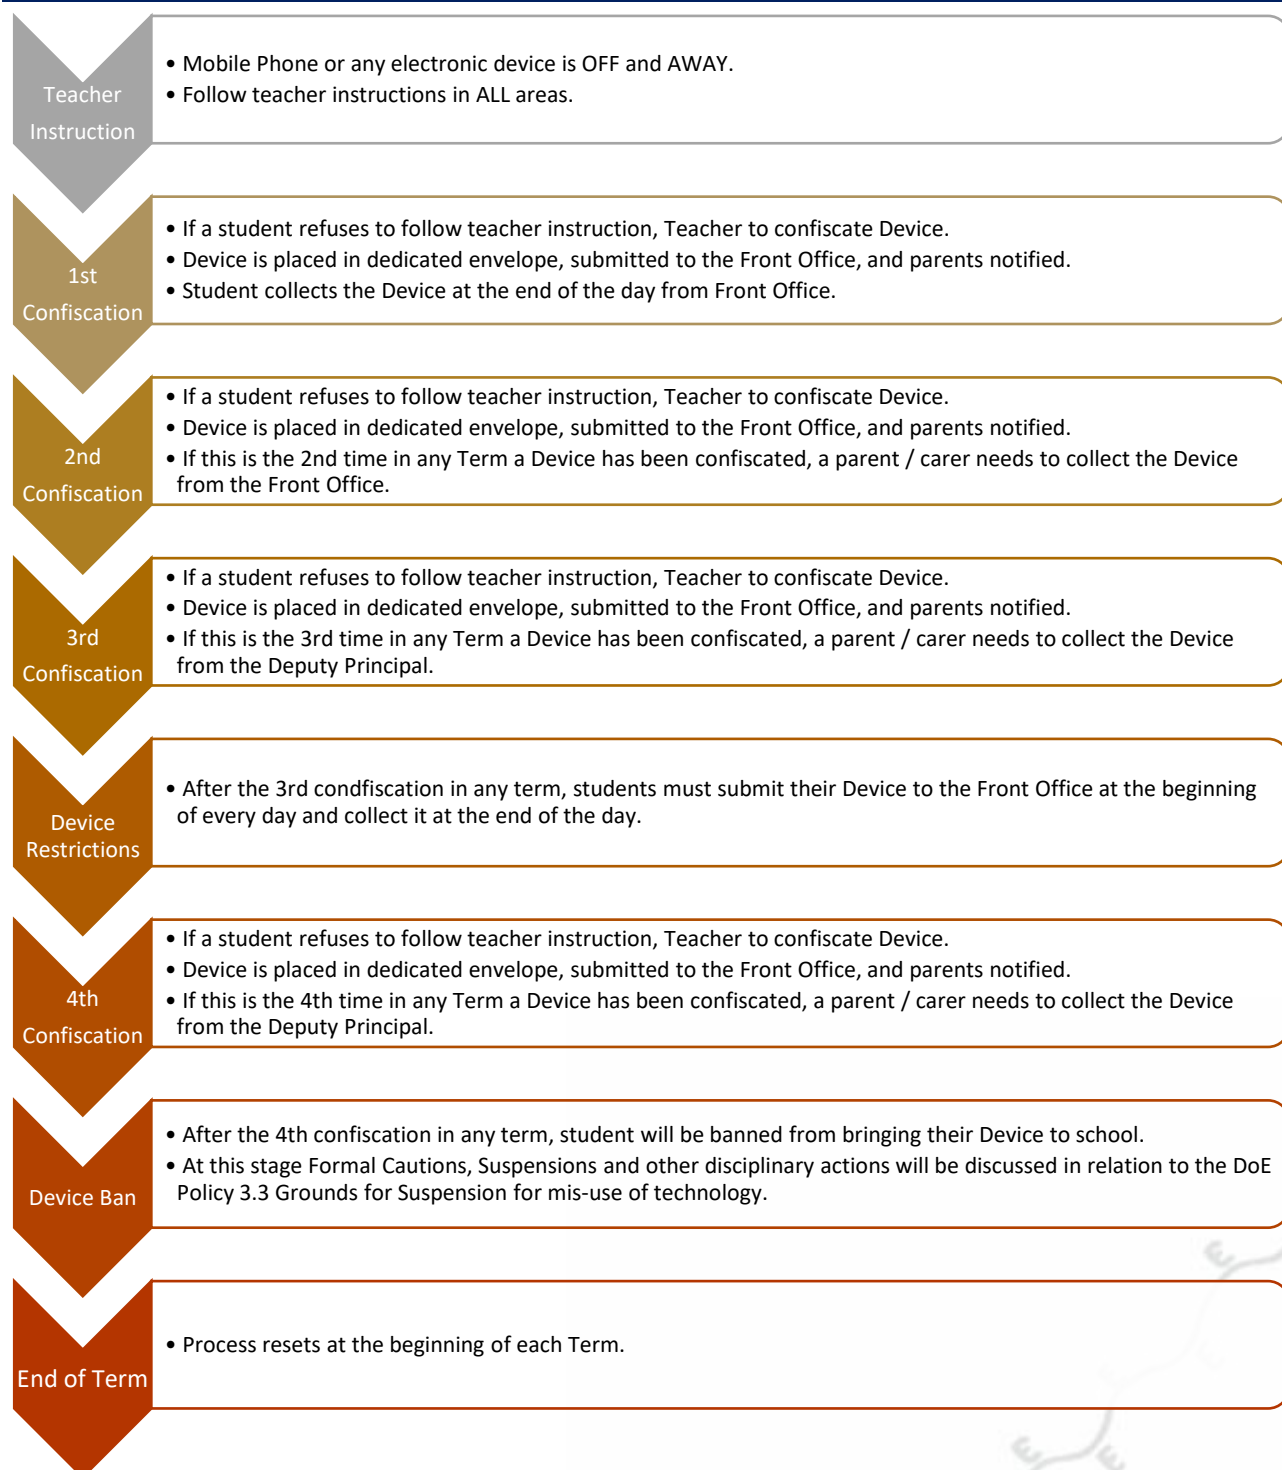 Teacher
Instruction
• Mobile Phone or any electronic device is OFF and AWAY.
• Follow teacher instructions in ALL areas.
1st
Confiscation
• If a student refuses to follow teacher instruction, Teacher to confiscate Device.
• Device is placed in dedicated envelope, submitted to the Front Office, and parents notified.
• Student collects the Device at the end of the day from Front Office.
2nd
Confiscation
• If a student refuses to follow teacher instruction, Teacher to confiscate Device.
• Device is placed in dedicated envelope, submitted to the Front Office, and parents notified.
• If this is the 2nd time in any Term a Device has been confiscated, a parent / carer needs to collect the Device
from the Front Office.
3rd
Confiscation
• If a student refuses to follow teacher instruction, Teacher to confiscate Device.
• Device is placed in dedicated envelope, submitted to the Front Office, and parents notified.
• If this is the 3rd time in any Term a Device has been confiscated, a parent / carer needs to collect the Device
from the Deputy Principal.
Device
Restrictions
• After the 3rd condfiscation in any term, students must submit their Device to the Front Office at the beginning
of every day and collect it at the end of the day.
4th
Confiscation
• If a student refuses to follow teacher instruction, Teacher to confiscate Device.
• Device is placed in dedicated envelope, submitted to the Front Office, and parents notified.
• If this is the 4th time in any Term a Device has been confiscated, a parent / carer needs to collect the Device
from the Deputy Principal.
Device Ban
• After the 4th confiscation in any term, student will be banned from bringing their Device to school.
• At this stage Formal Cautions, Suspensions and other disciplinary actions will be discussed in relation to the DoE
Policy 3.3 Grounds for Suspension for mis-use of technology.
End of Term
• Process resets at the beginning of each Term.